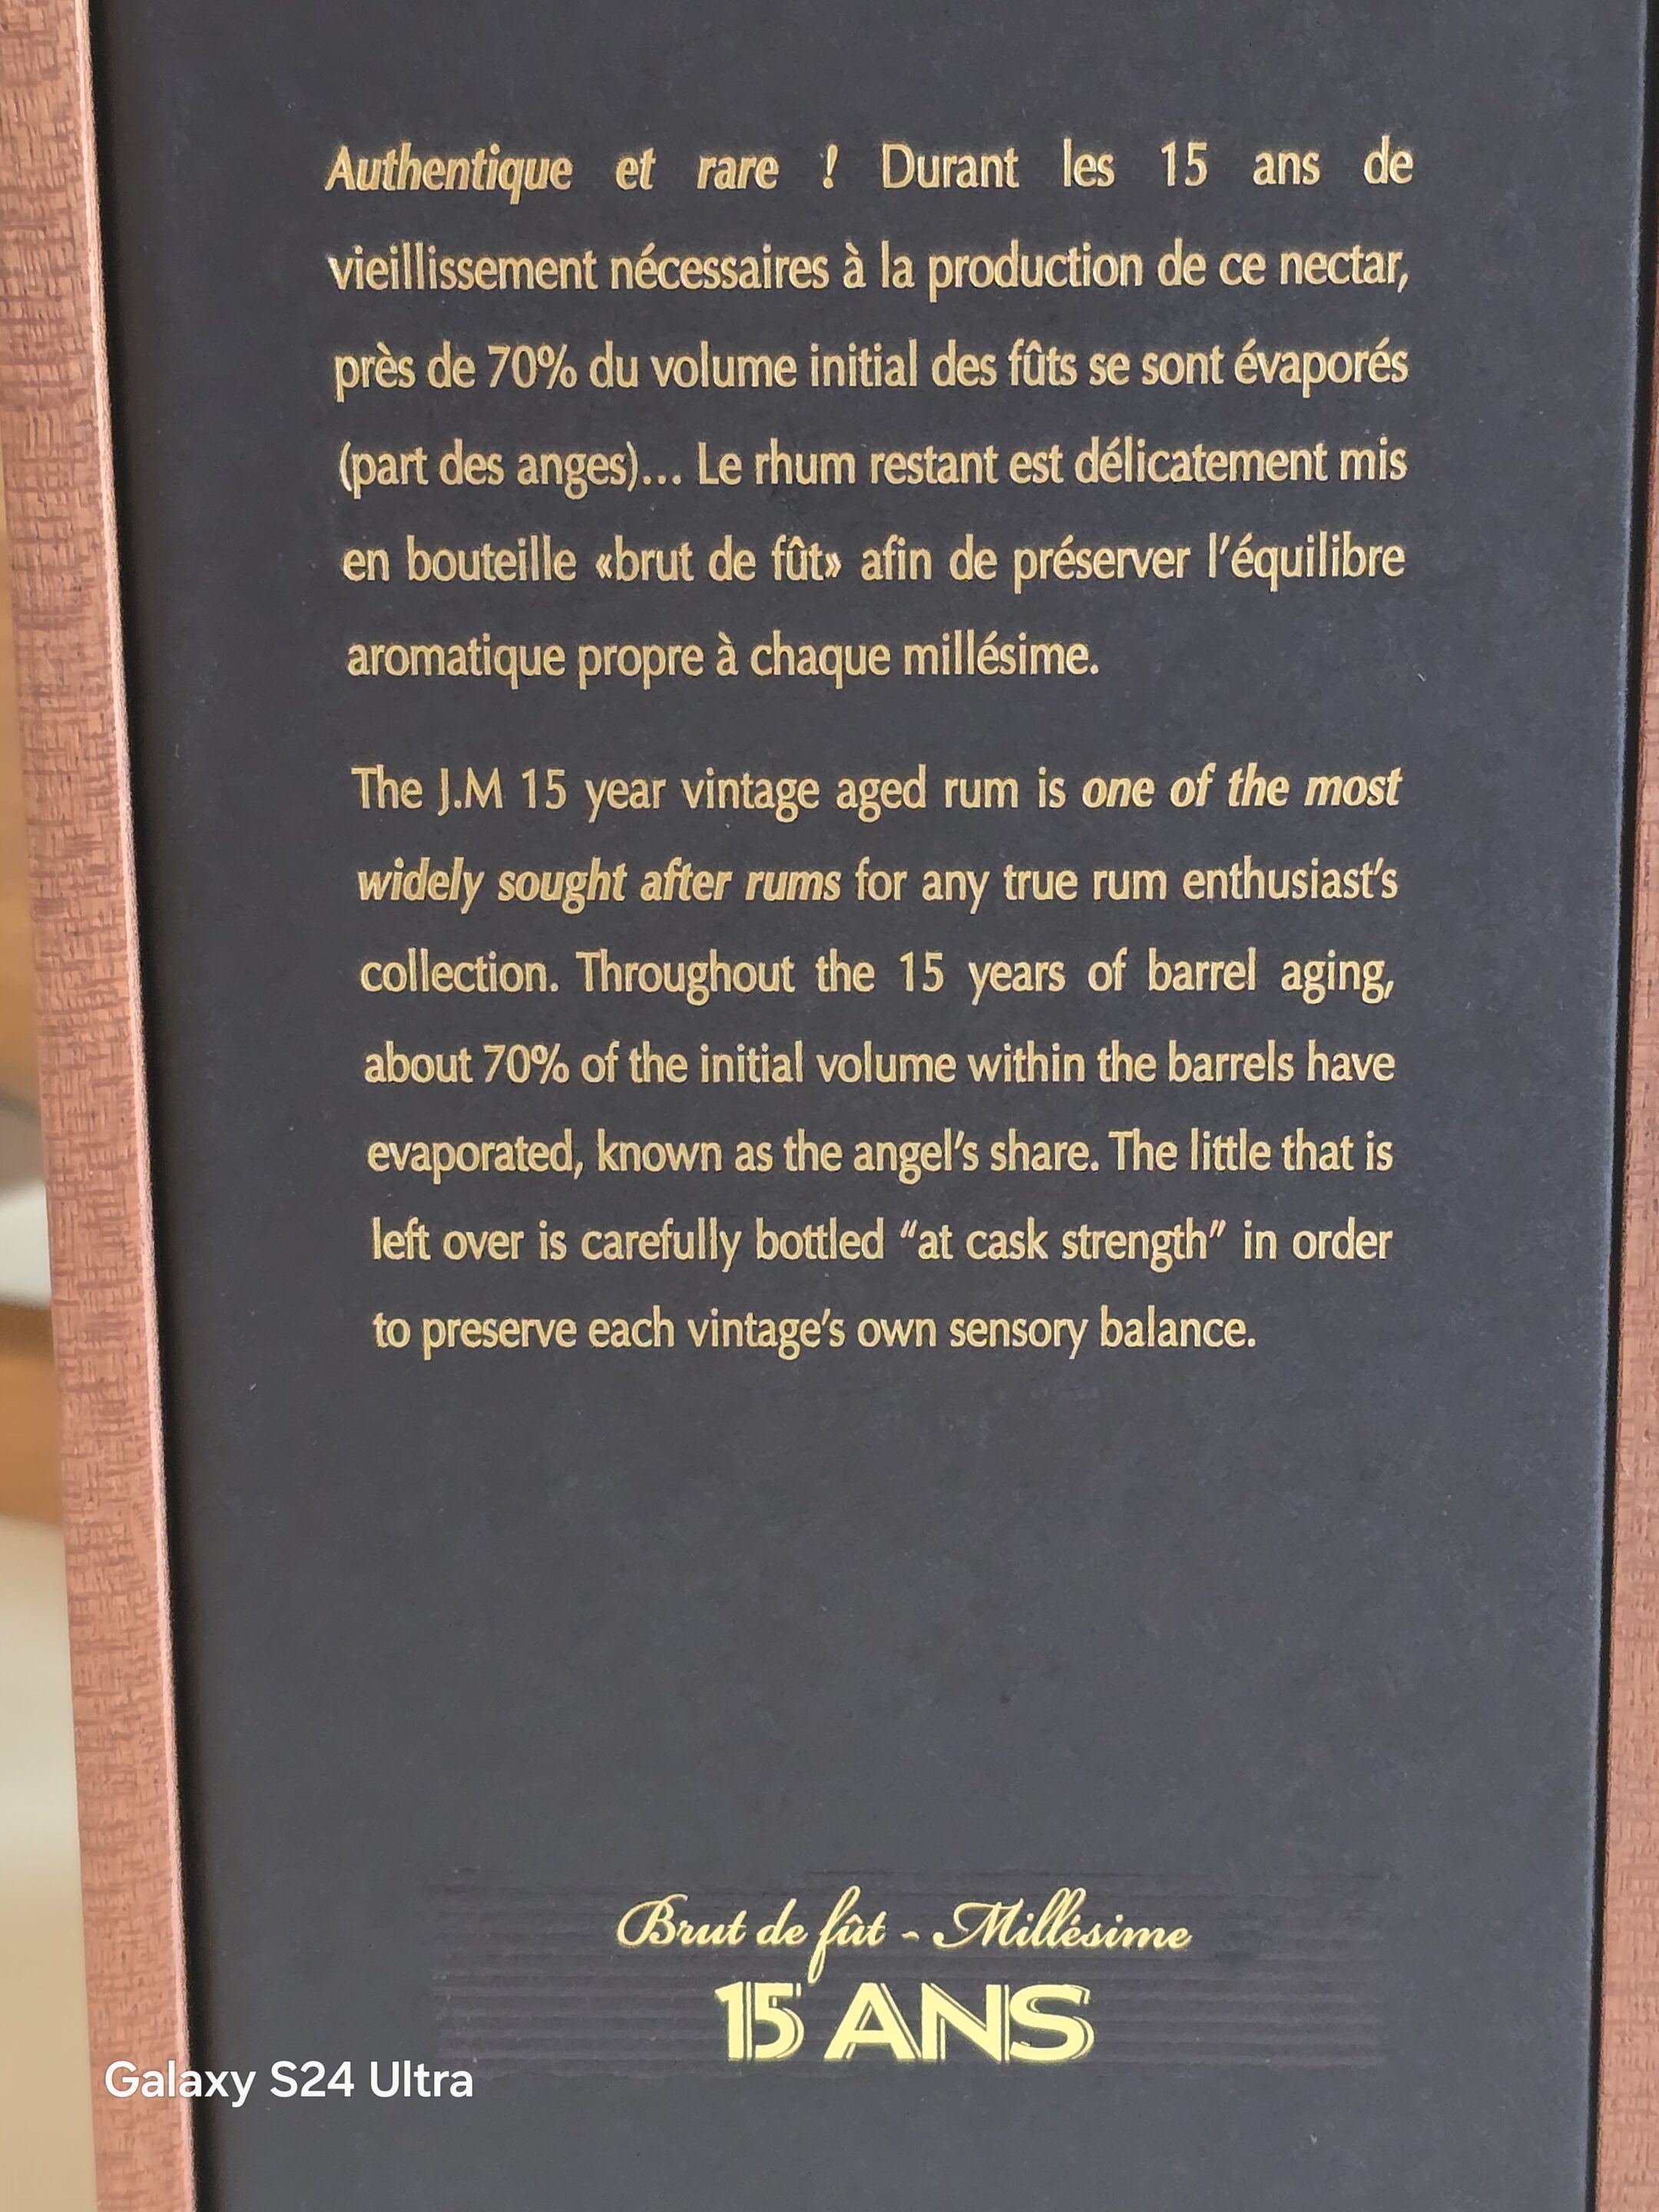 Authentique et rare ! Durant les 15 ans de
vieillissement nécessaires à la production de ce nectar,
près de 70% du volume initial des fûts se sont évaporés
(part des anges)... Le rhum restant est délicatement mis
en bouteille «brut de fût» afin de préserver l'équilibre
aromatique propre à chaque millésime.
The J.M 15 year vintage aged rum is one of the most
widely sought after rums for any true rum enthusiast's
collection. Throughout the 15 years of barrel aging,
about 70% of the initial volume within the barrels have
evaporated, known as the angel's share. The little that is
left over is carefully bottled "at cask strength" in order
to preserve each vintage's own sensory balance.
Brut de fût - Millésime
15 ANS
Galaxy S24 Ultra